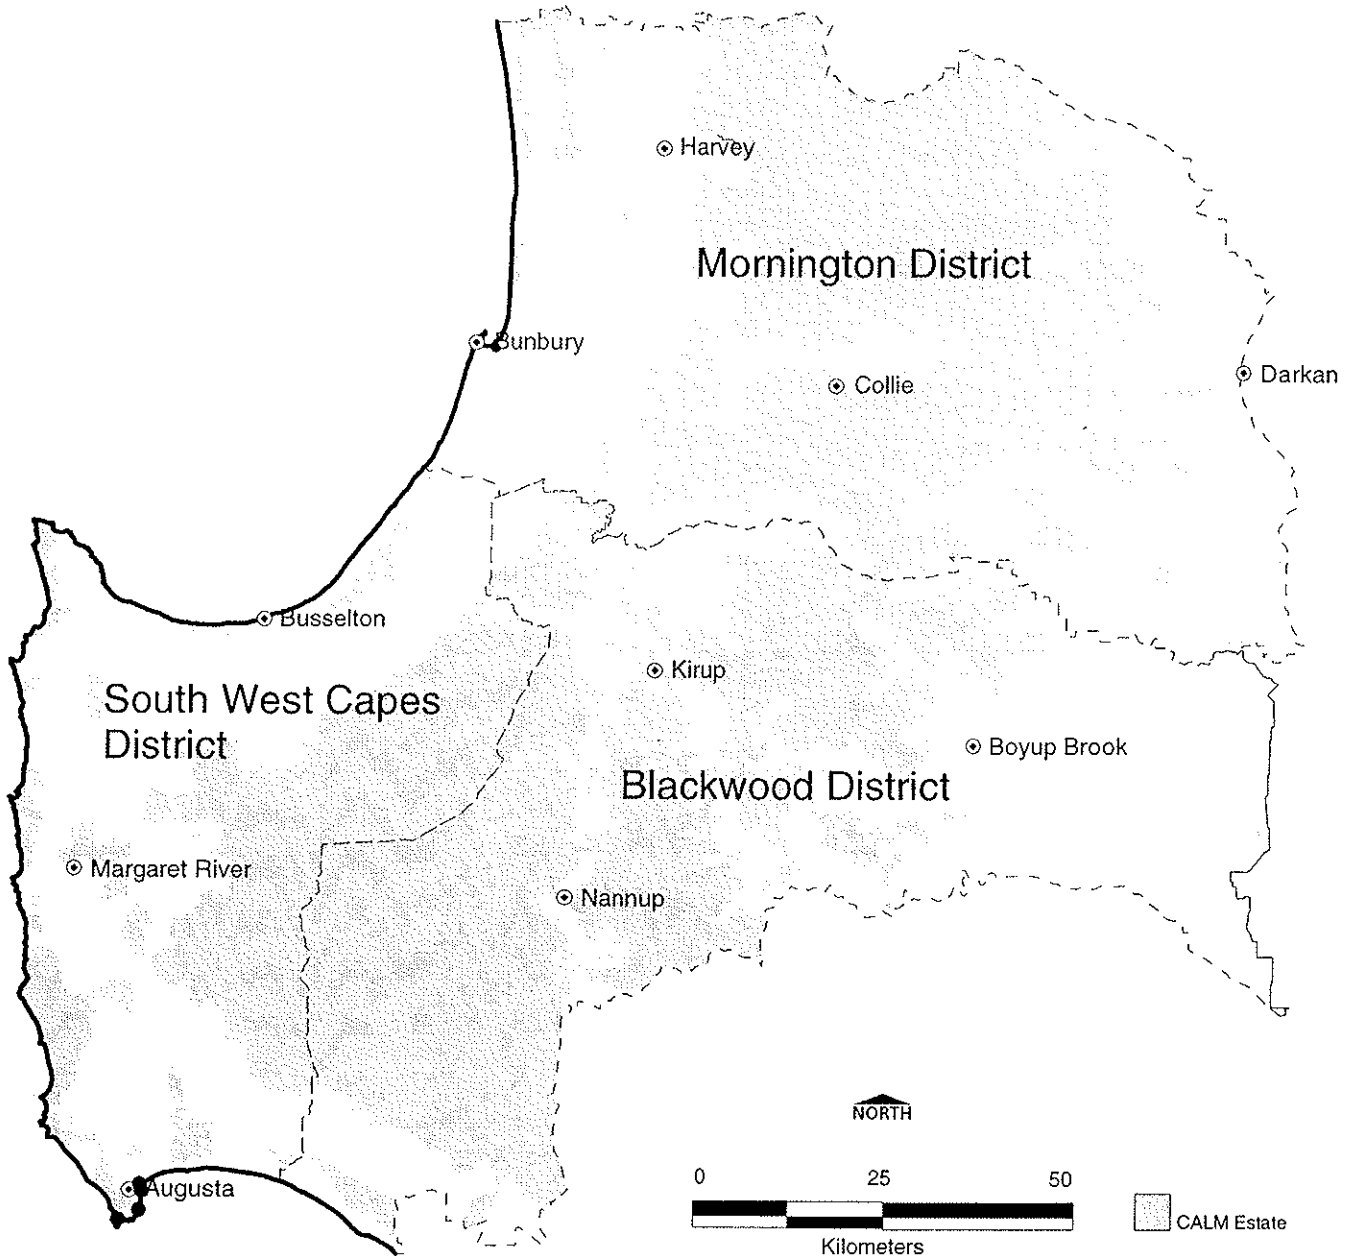 Harvey
Mornington District
Bunbury
Collie
Darkan
Busselton
Kirup
South West Capes
District
Boyup Brook
Blackwood District
Margaret River
Nannup
NORTH
0 25 50
Augusta
CALM Estate
Kilometers